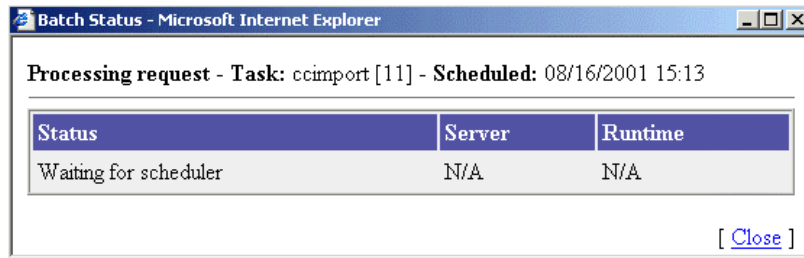 Batch Status - Microsoft Internet Explorer
Processing request - Task: ccimport [11] - Scheduled: 08/16/2001 15:13
Status Server Runtime
Waiting for scheduler N/A N/A
[ Close ]